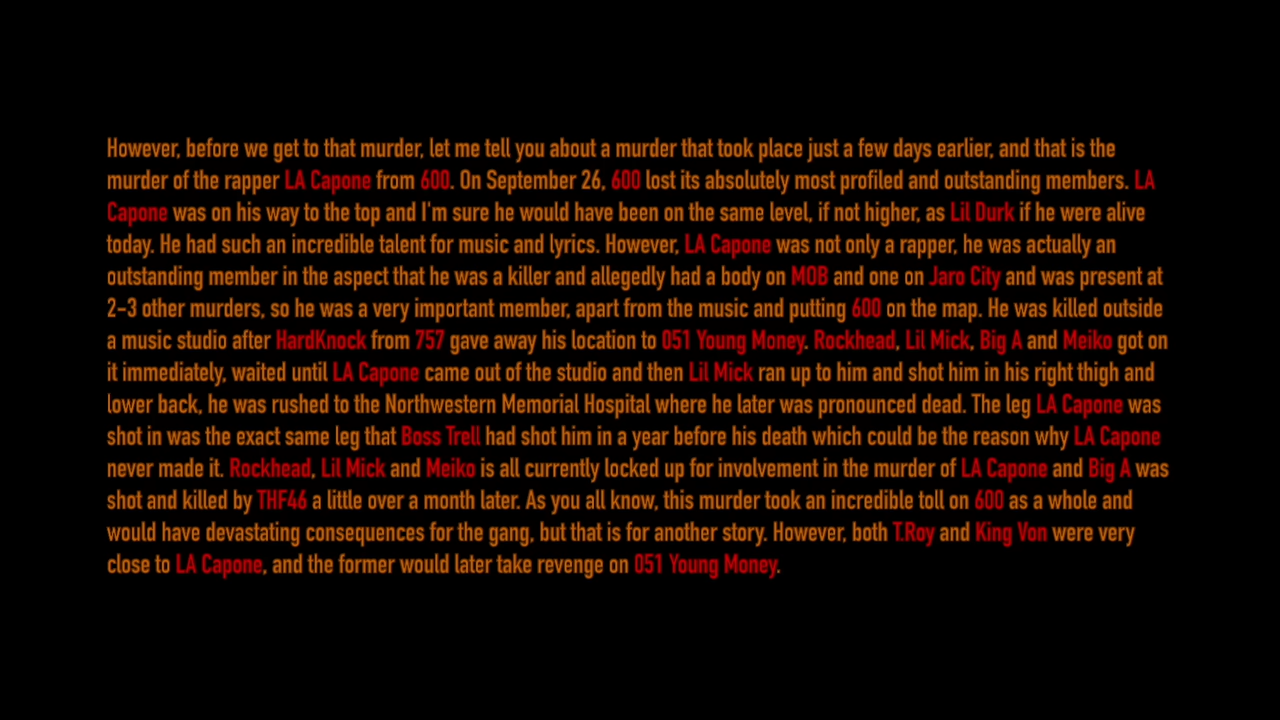 However, before we get to that murder, let me tell you about a murder that took place just a few days earlier, and that is the
murder of the rapper LA Capone from 600. On September 26, 600 lost its absolutely most profiled and outstanding members. LA
Capone was on his way to the top and I'm sure he would have been on the same level, if not higher, as Lil Durk if he were alive
today. He had such an incredible talent for music and lyrics. However, LA Capone was not only a rapper, he was actually an
outstanding member in the aspect that he was a killer and allegedly had a body on MOB and one on Jaro City and was present at
2-3 other murders, so he was a very important member, apart from the music and putting 600 on the map. He was killed outside
a music studio after HardKnock from 757 gave away his location to 051 Young Money. Rockhead, Lil Mick, Big A and Meiko got on
it immediately, waited until LA Capone came out of the studio and then Lil Mick ran up to him and shot him in his right thigh and
lower back, he was rushed to the Northwestern Memorial Hospital where he later was pronounced dead. The leg LA Capone was
shot in was the exact same leg that Boss Trell had shot him in a year before his death which could be the reason why LA Capone
never made it. Rockhead, Lil Mick and Meiko is all currently locked up for involvement in the murder of LA Capone and Big A was
shot and killed by THF46 a little over a month later. As you all know, this murder took an incredible toll on 600 as a whole and
would have devastating consequences for the gang, but that is for another story. However, both T.Roy and King Von were very
close to LA Capone, and the former would later take revenge on 051 Young Money.